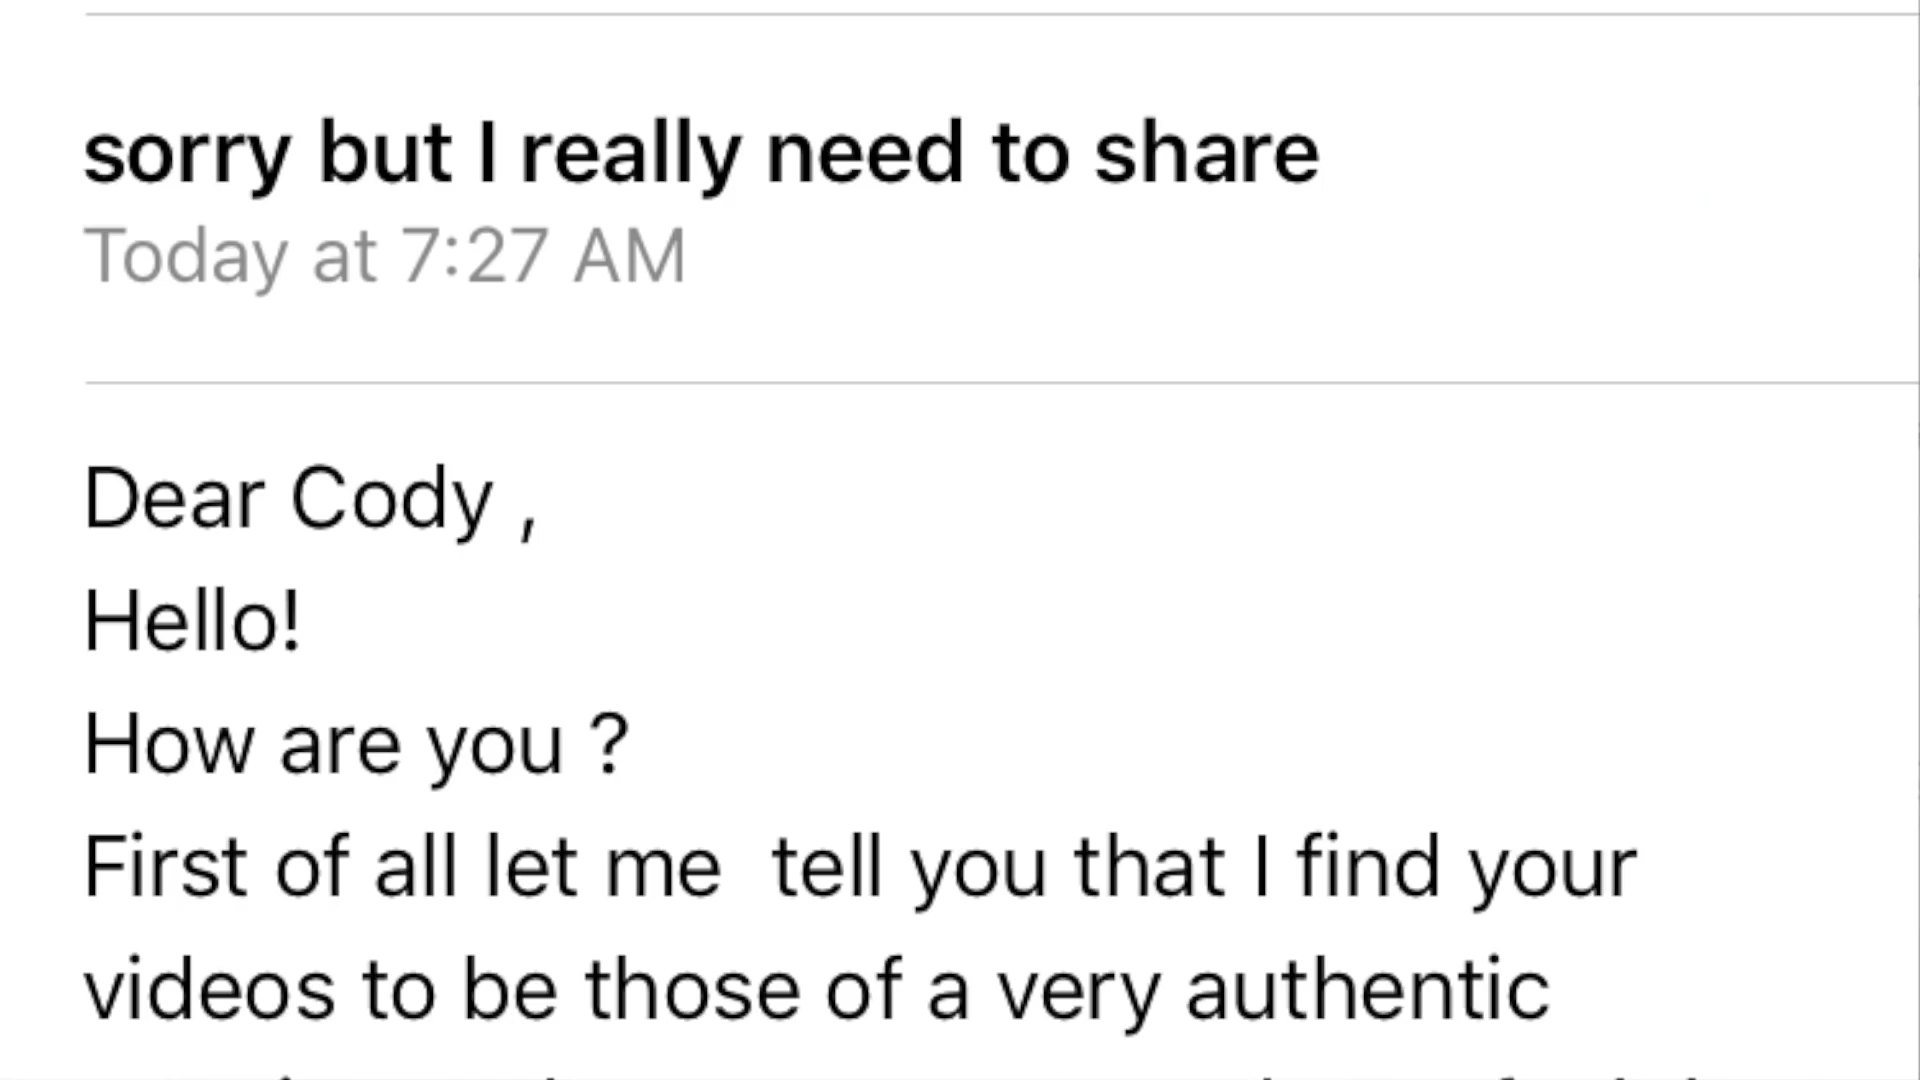 sorry but I really need to share
Today at 7:27 AM
Dear Cody ,
Hello!
How are you ?
First of all let me  tell you that I find your
videos to be those of a very authentic